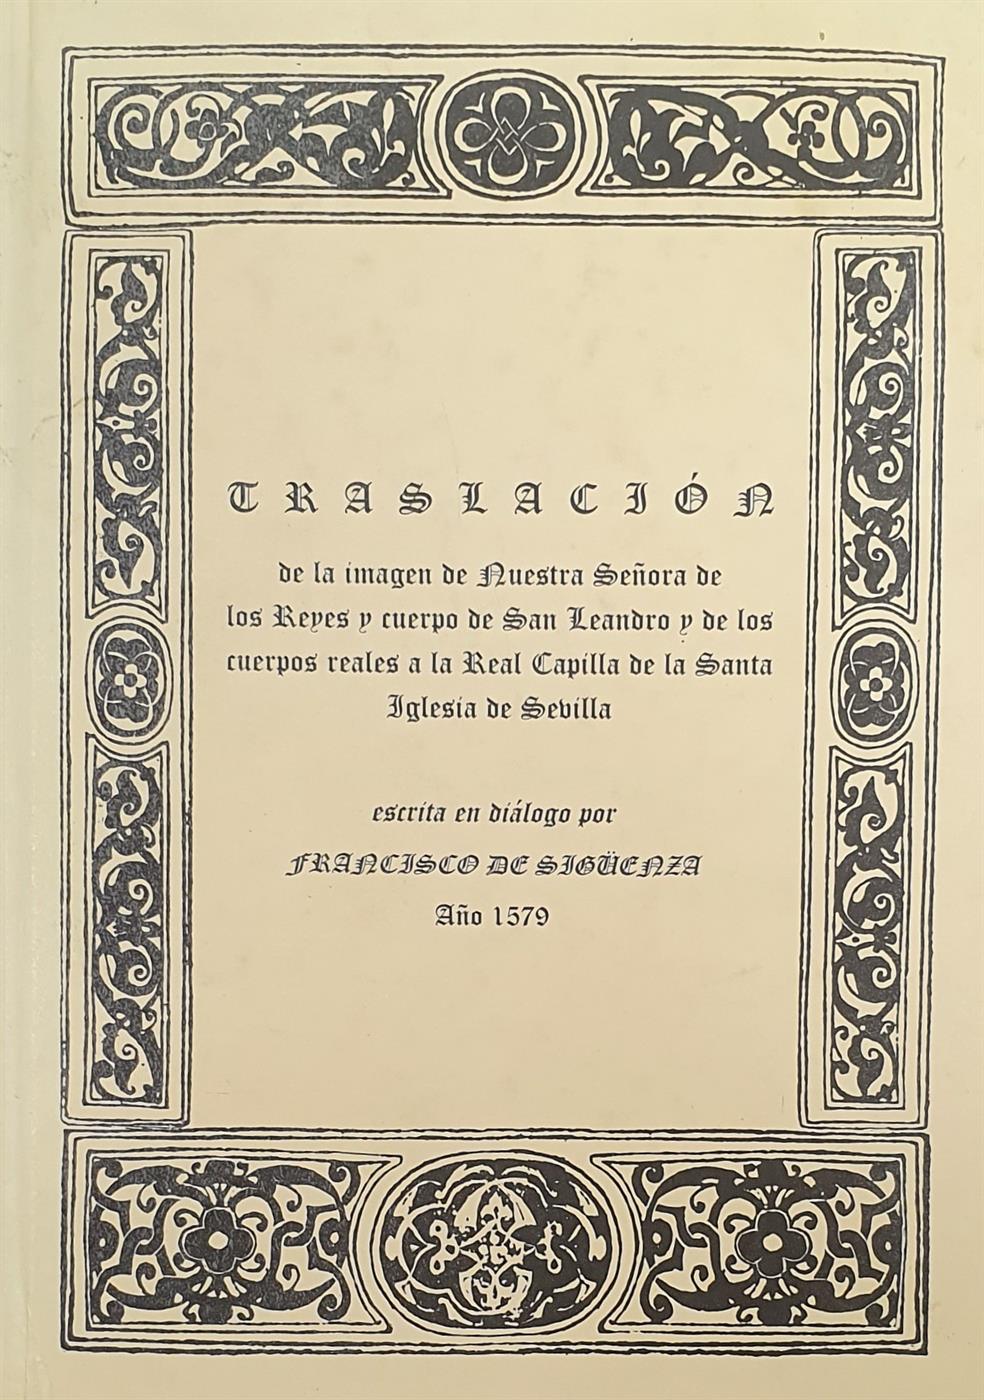 TRASLACIÓN
de la imagen de Nuestra Señora de
los Reyes y cuerpo de San Leandro y de los
cuerpos reales a la Real Capilla de la Santa
Iglesia de Sevilla
escrita en diálogo por
FRANCISCO DE SIGÜENZA
Año 1579